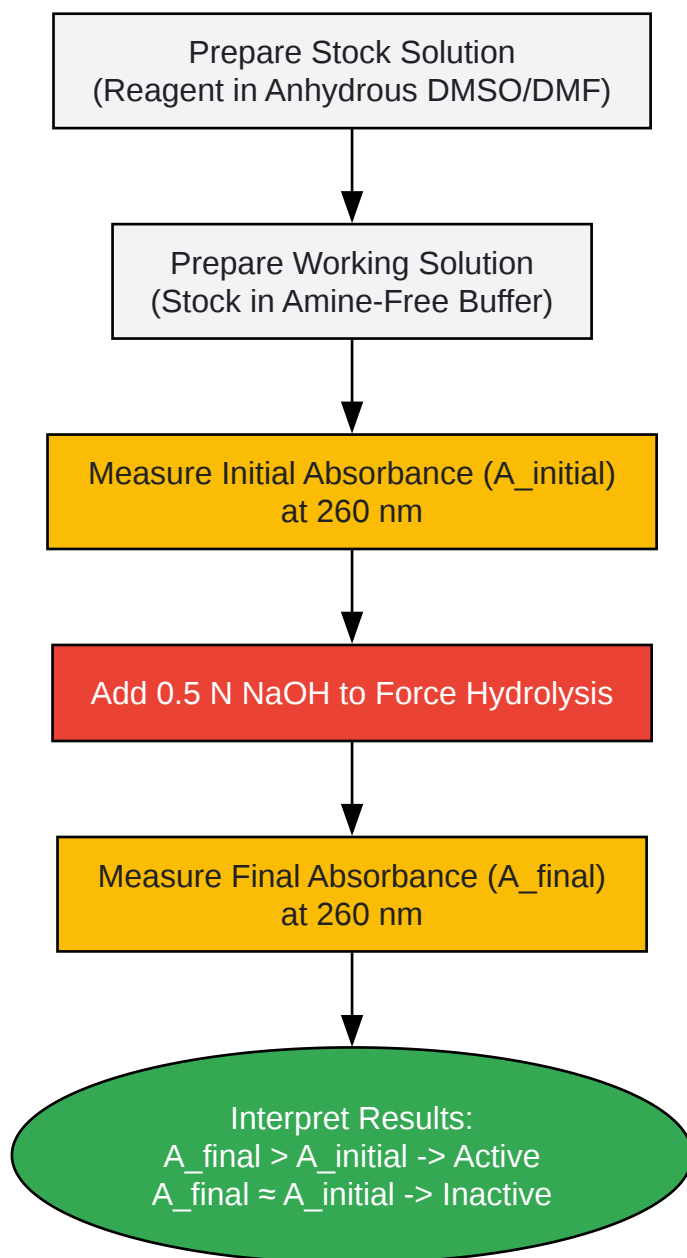 Prepare Stock Solution
(Reagent in Anhydrous DMSO/DMF)
Prepare Working Solution
(Stock in Amine-Free Buffer)
Measure Initial Absorbance (A_initial)
at 260 nm
Add 0.5 N NaOH to Force Hydrolysis
Measure Final Absorbance (A_final)
at 260 nm
Interpret Results:
A_final > A_initial -> Active
A_final ≈ A_initial -> Inactive